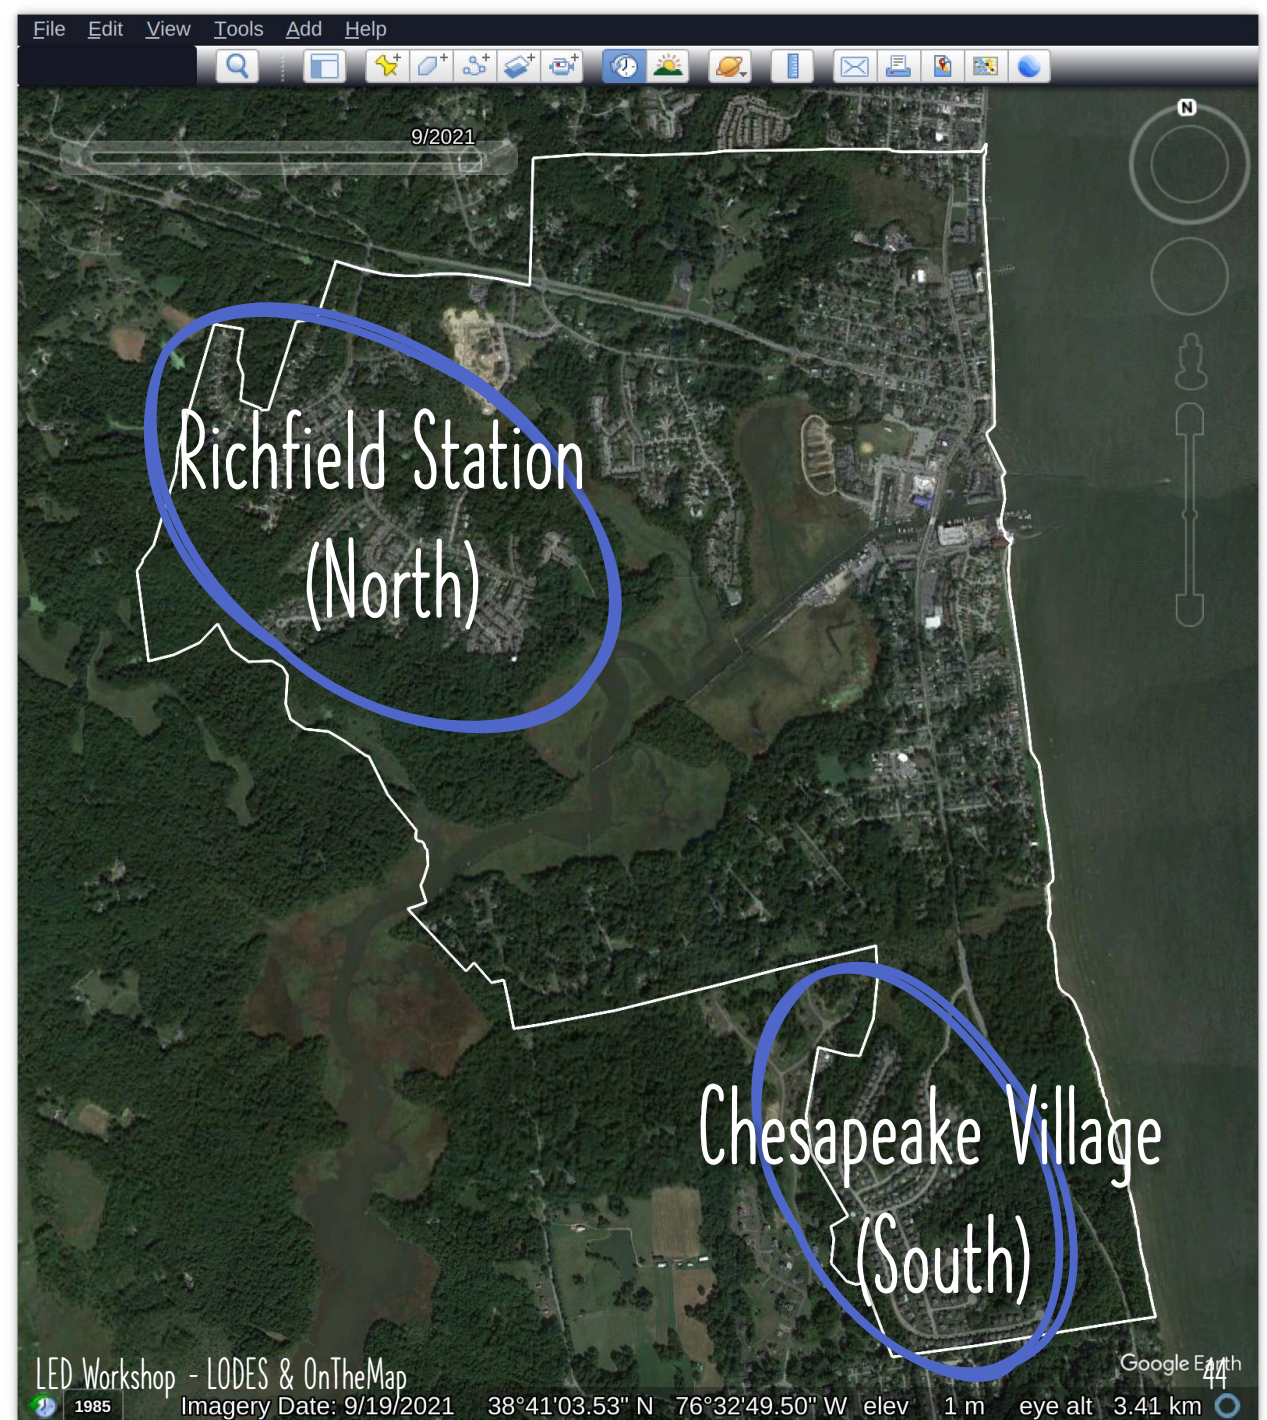 File Edit View Tools Add Help
9/2021
N
Richfield Station
(North)
Chesapeake Village
(South)
LED Workshop - LODES & OnTheMap
Google Earth
44
1985
Imagery Date: 9/19/2021 38°41'03.53" N 76°32'49.50" W elev 1 m eye alt 3.41 km